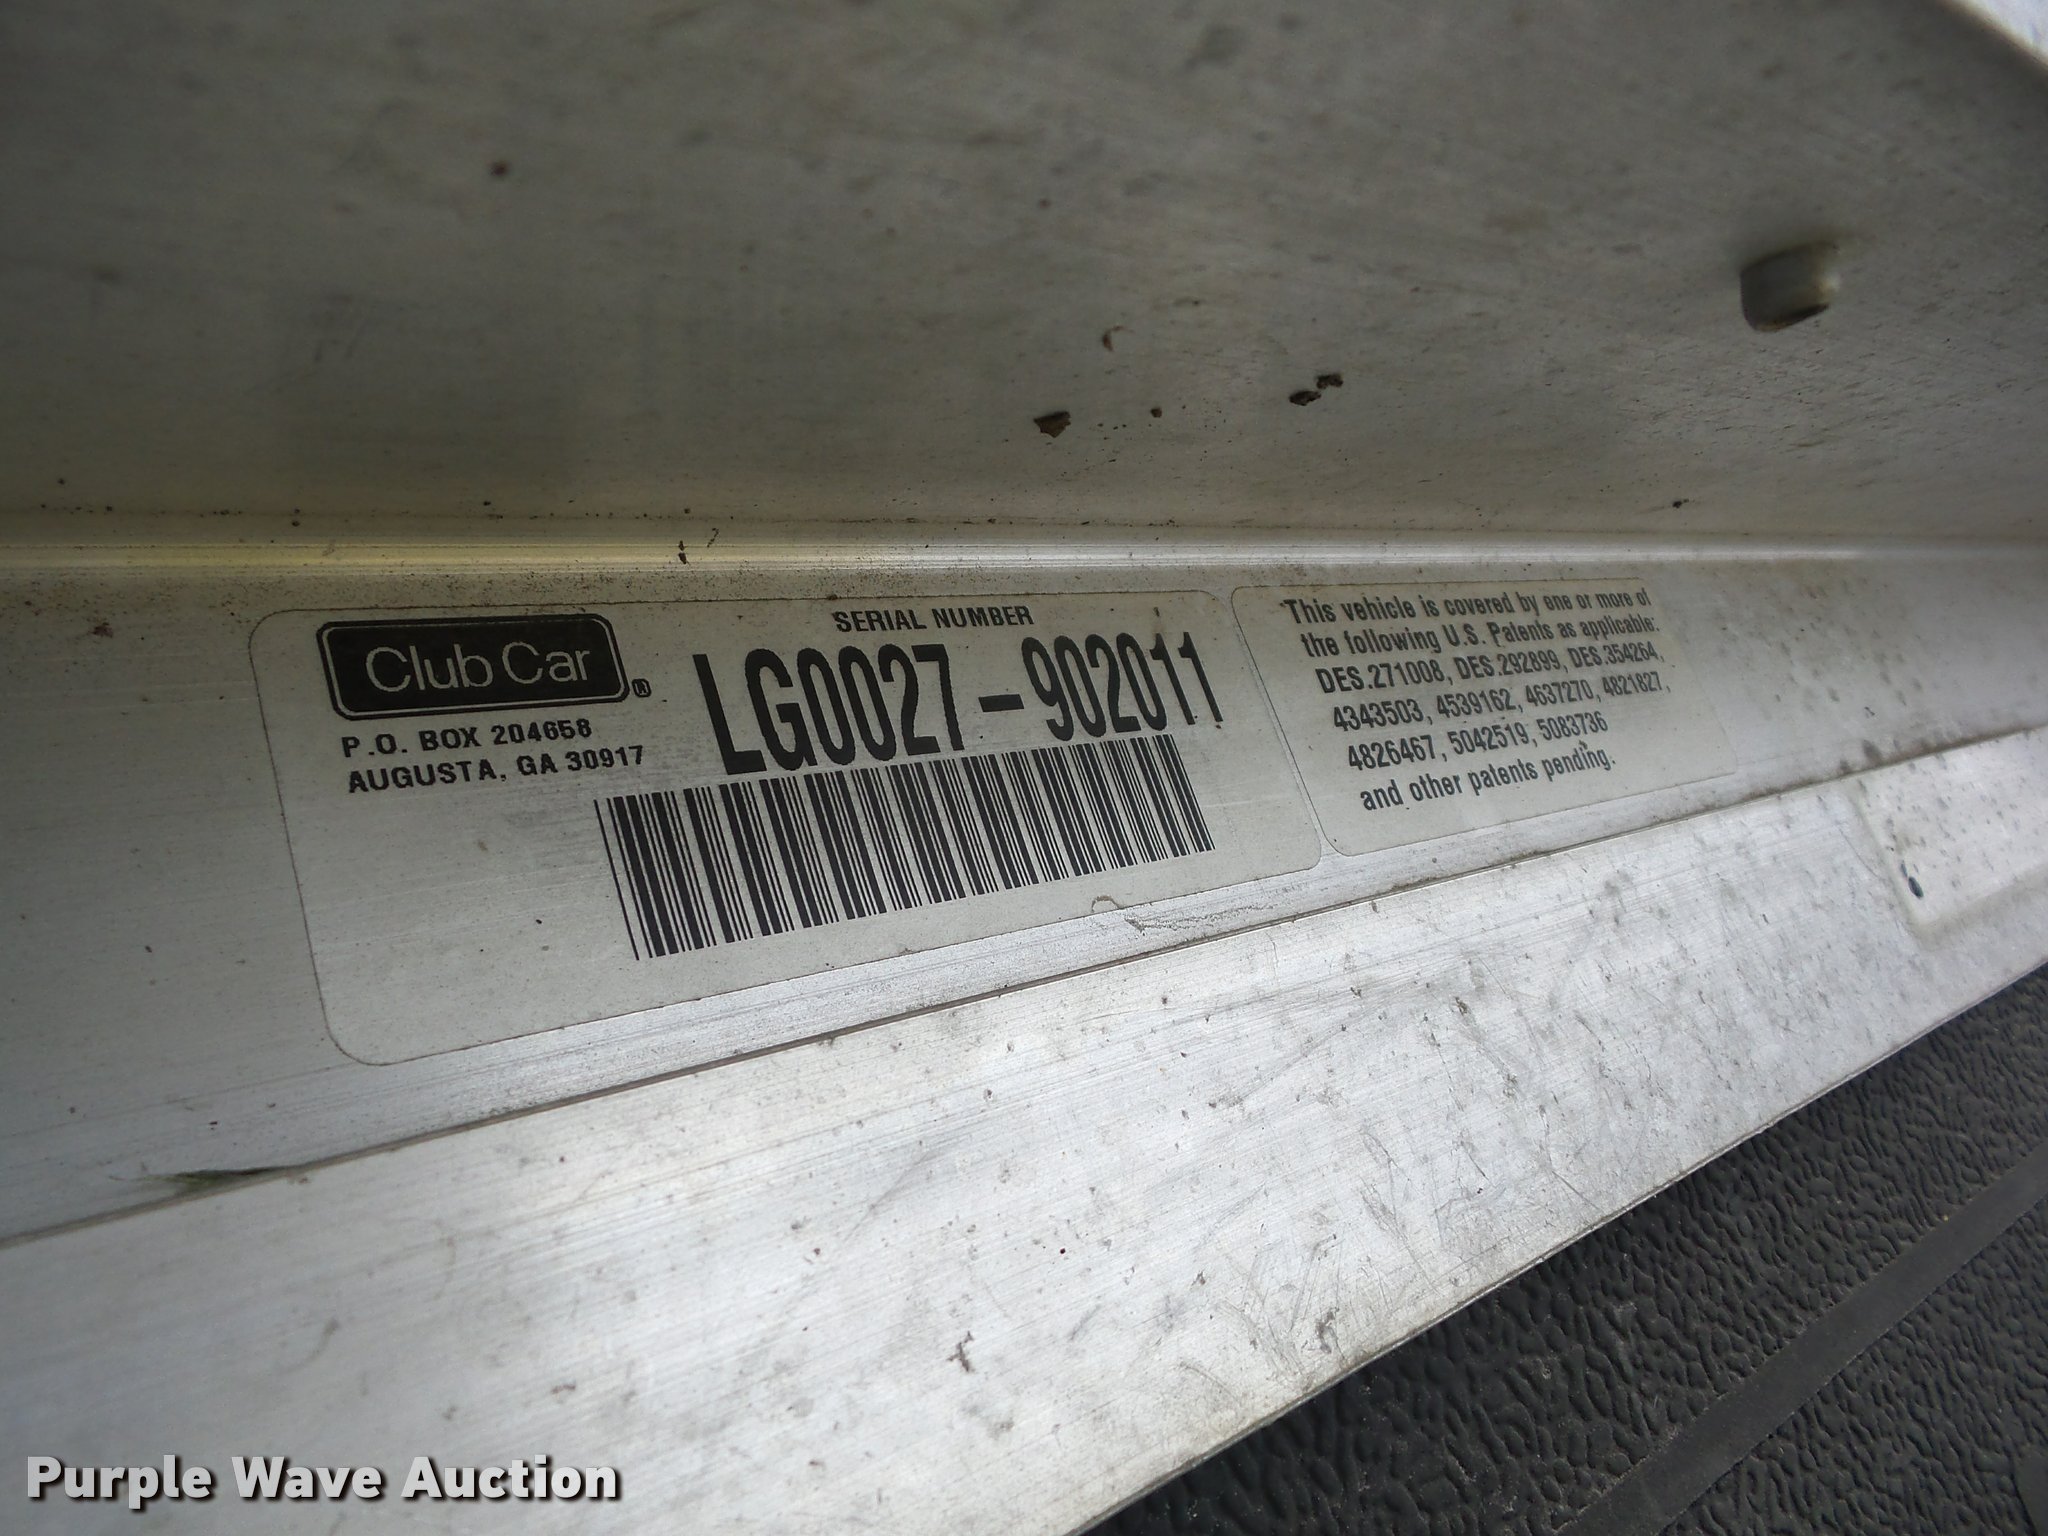 Club Car®
P.O. BOX 204658
AUGUSTA, GA 30917
SERIAL NUMBER
LG0027-902011
This vehicle is covered by one or more of
the following U.S. Patents as applicable:
DES.271008, DES.292899, DES.354264,
4343503, 4539162, 4637270, 4821827,
4826467, 5042519, 5083736
and other patents pending.
Purple Wave Auction